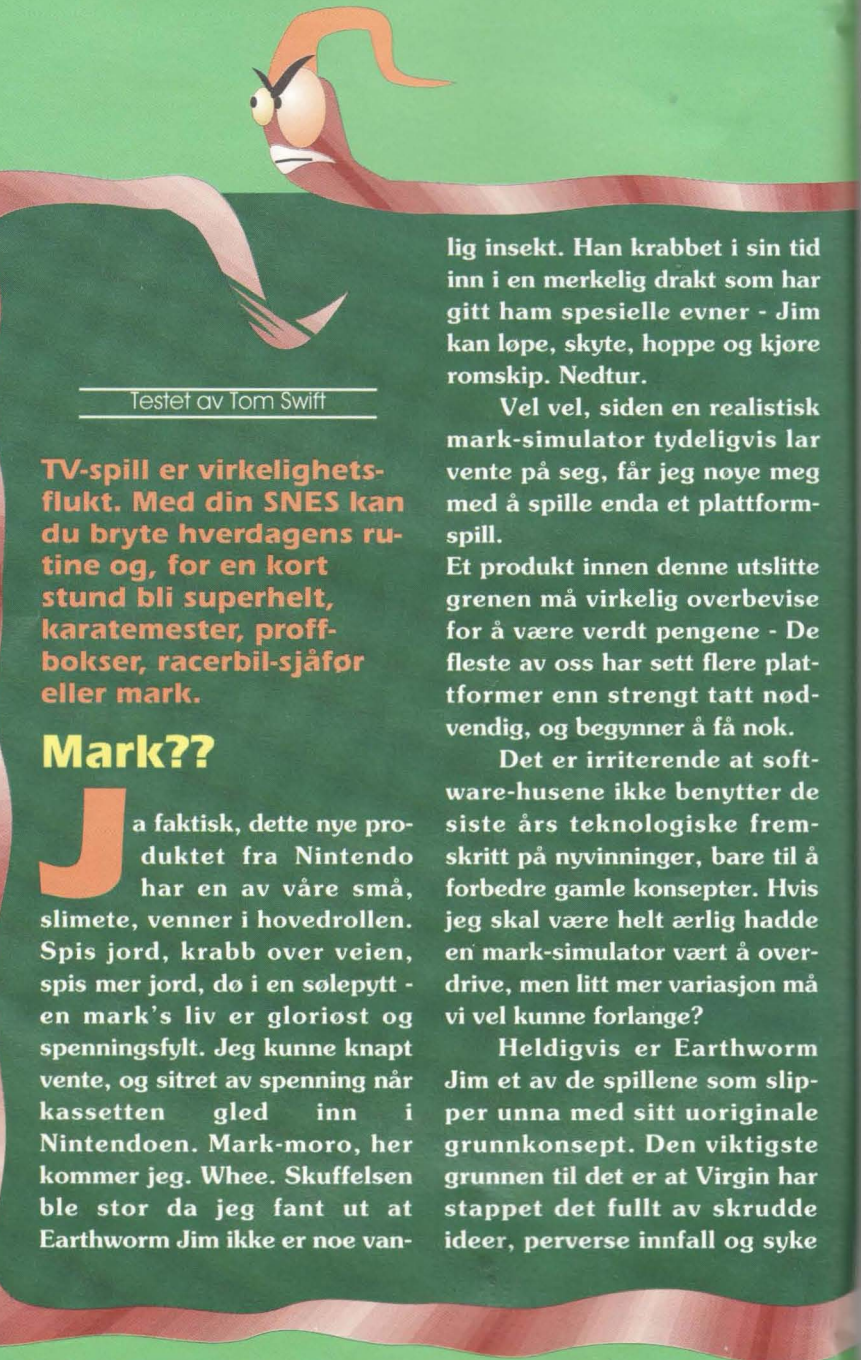 Testet av Tom Swift
TV-spill er virkelighets-
flukt. Med din SNES kan
du bryte hverdagens ru-
tine og, for en kort
stund bli superhelt,
karatemester, proff-
bokser, racerbil-sjåfør
eller mark.
Mark??
Ja faktisk, dette nye pro-
duktet fra Nintendo
har en av våre små,
slimete, venner i hovedrollen.
Spis jord, krabb over veien,
spis mer jord, dø i en sølepytt -
en mark's liv er gloriøst og
spenningsfylt. Jeg kunne knapt
vente, og sitret av spenning når
kassetten gled inn i
Nintendoen. Mark-moro, her
kommer jeg. Whee. Skuffelsen
ble stor da jeg fant ut at
Earthworm Jim ikke er noe van-
lig insekt. Han krabbet i sin tid
inn i en merkelig drakt som har
gitt ham spesielle evner - Jim
kan løpe, skyte, hoppe og kjøre
romskip. Nedtur.
Vel vel, siden en realistisk
mark-simulator tydeligvis lar
vente på seg, får jeg nøye meg
med å spille enda et plattform-
spill.
Et produkt innen denne utslitte
grenen må virkelig overbevise
for å være verdt pengene - De
fleste av oss har sett flere plat-
tformer enn strengt tatt nød-
vendig, og begynner å få nok.
Det er irriterende at soft-
ware-husene ikke benytter de
siste års teknologiske frem-
skritt på nyvinninger, bare til å
forbedre gamle konsepter. Hvis
jeg skal være helt ærlig hadde
en mark-simulator vært å over-
drive, men litt mer variasjon må
vi vel kunne forlange?
Heldigvis er Earthworm
Jim et av de spillene som slip-
per unna med sitt uoriginale
grunnkonsept. Den viktigste
grunnen til det er at Virgin har
stappet det fullt av skrudde
ideer, perverse innfall og syke